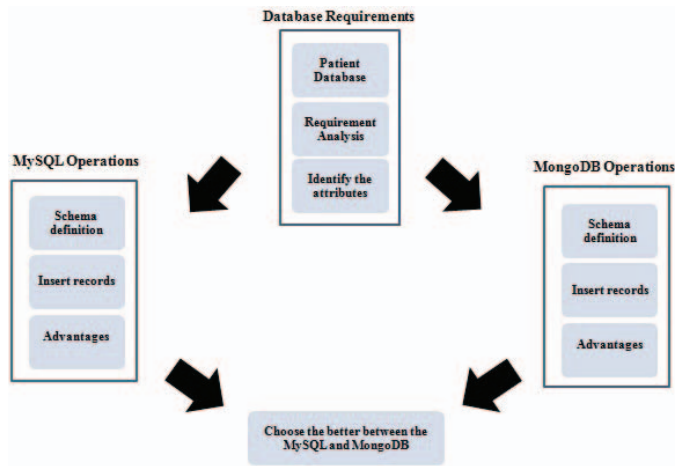 Database Requirements
Patient
Database
Requirement
Analysis
Identify the
attributes
MySQL Operations
Schema
definition
Insert records
Advantages
MongoDB Operations
Schema
definition
Insert records
Advantages
Choose the better between the
MySQL and MongoDB